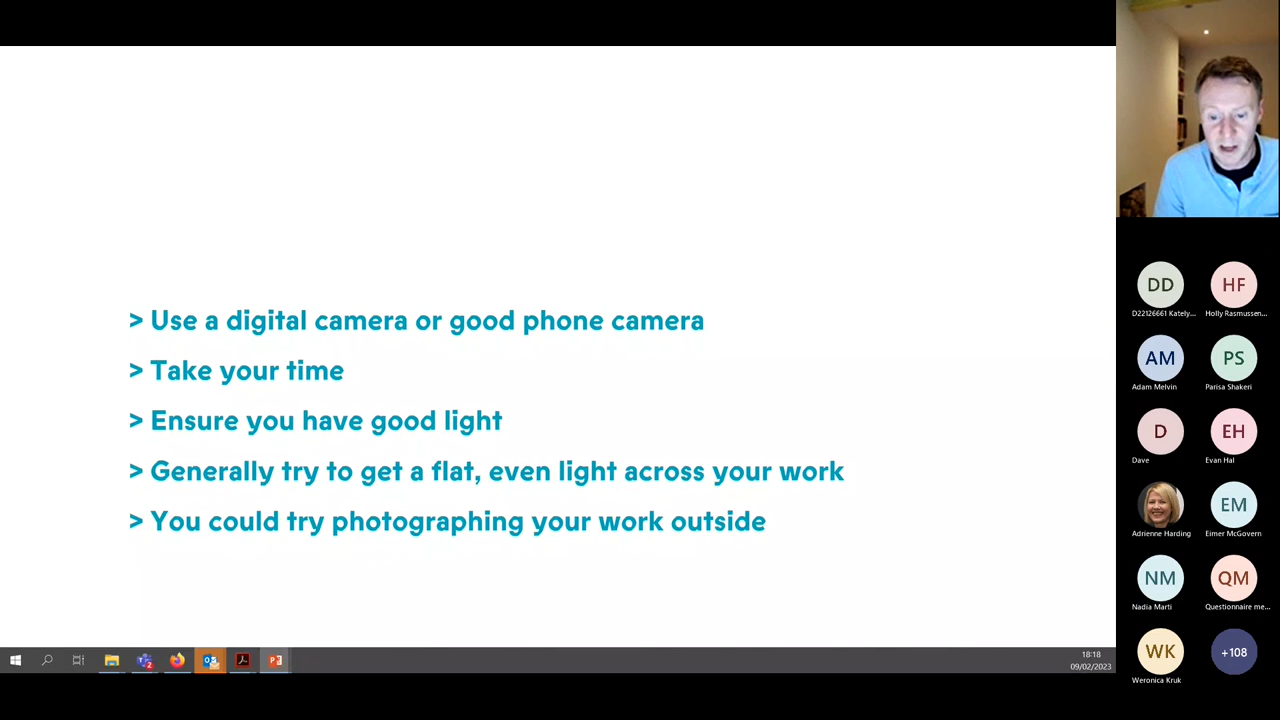 > Use a digital camera or good phone camera
> Take your time
> Ensure you have good light
> Generally try to get a flat, even light across your work
> You could try photographing your work outside
DD
HF
D22126661 Kately...
Holly Rasmussen...
AM
PS
Adam Melvin
Parisa Shakeri
D
EH
Dave
Evan Hal
EM
Adrienne Harding
Eimer McGovern
NM
QM
Nadia Marti
Questionnaire me...
WK
+108
Weronica Kruk
18:18
09/02/2023